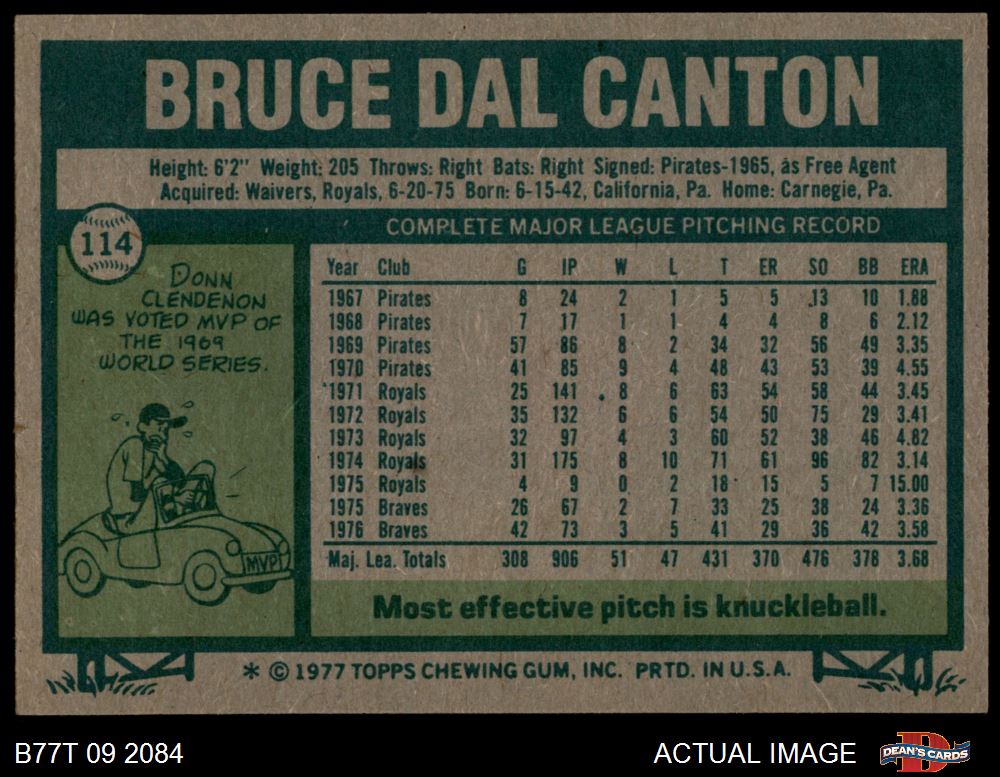 BRUCE DAL CANTON
Height: 6'2" Weight: 205 Throws: Right Bats: Right Signed: Pirates-1965, as Free Agent
Acquired: Waivers, Royals, 6-20-75 Born: 6-15-42, California, Pa. Home: Carnegie, Pa.
114
DONN
CLENDENON
WAS VOTED MVP OF
THE 1969
WORLD SERIES.
MVP
COMPLETE MAJOR LEAGUE PITCHING RECORD
Year Club G IP W L T ER SO BB ERA
1967 Pirates 8 24 2 1 5 5 13 10 1.88
1968 Pirates 7 17 1 1 4 4 8 6 2.12
1969 Pirates 57 86 8 2 34 32 56 49 3.35
1970 Pirates 41 85 9 4 48 43 53 39 4.55
1971 Royals 25 141 8 6 63 54 58 44 3.45
1972 Royals 35 132 6 6 54 50 75 29 3.41
1973 Royals 32 97 4 3 60 52 38 46 4.82
1974 Royals 31 175 8 10 71 61 96 82 3.14
1975 Royals 4 9 0 2 18 15 5 7 15.00
1975 Braves 26 67 2 7 33 25 38 24 3.36
1976 Braves 42 73 3 5 41 29 36 42 3.58
Maj. Lea. Totals 308 906 51 47 431 370 476 378 3.68
Most effective pitch is knuckleball.
* © 1977 TOPPS CHEWING GUM, INC. PRTD. IN U.S.A.
B77T 09 2084
ACTUAL IMAGE
D
DEAN'S CARDS